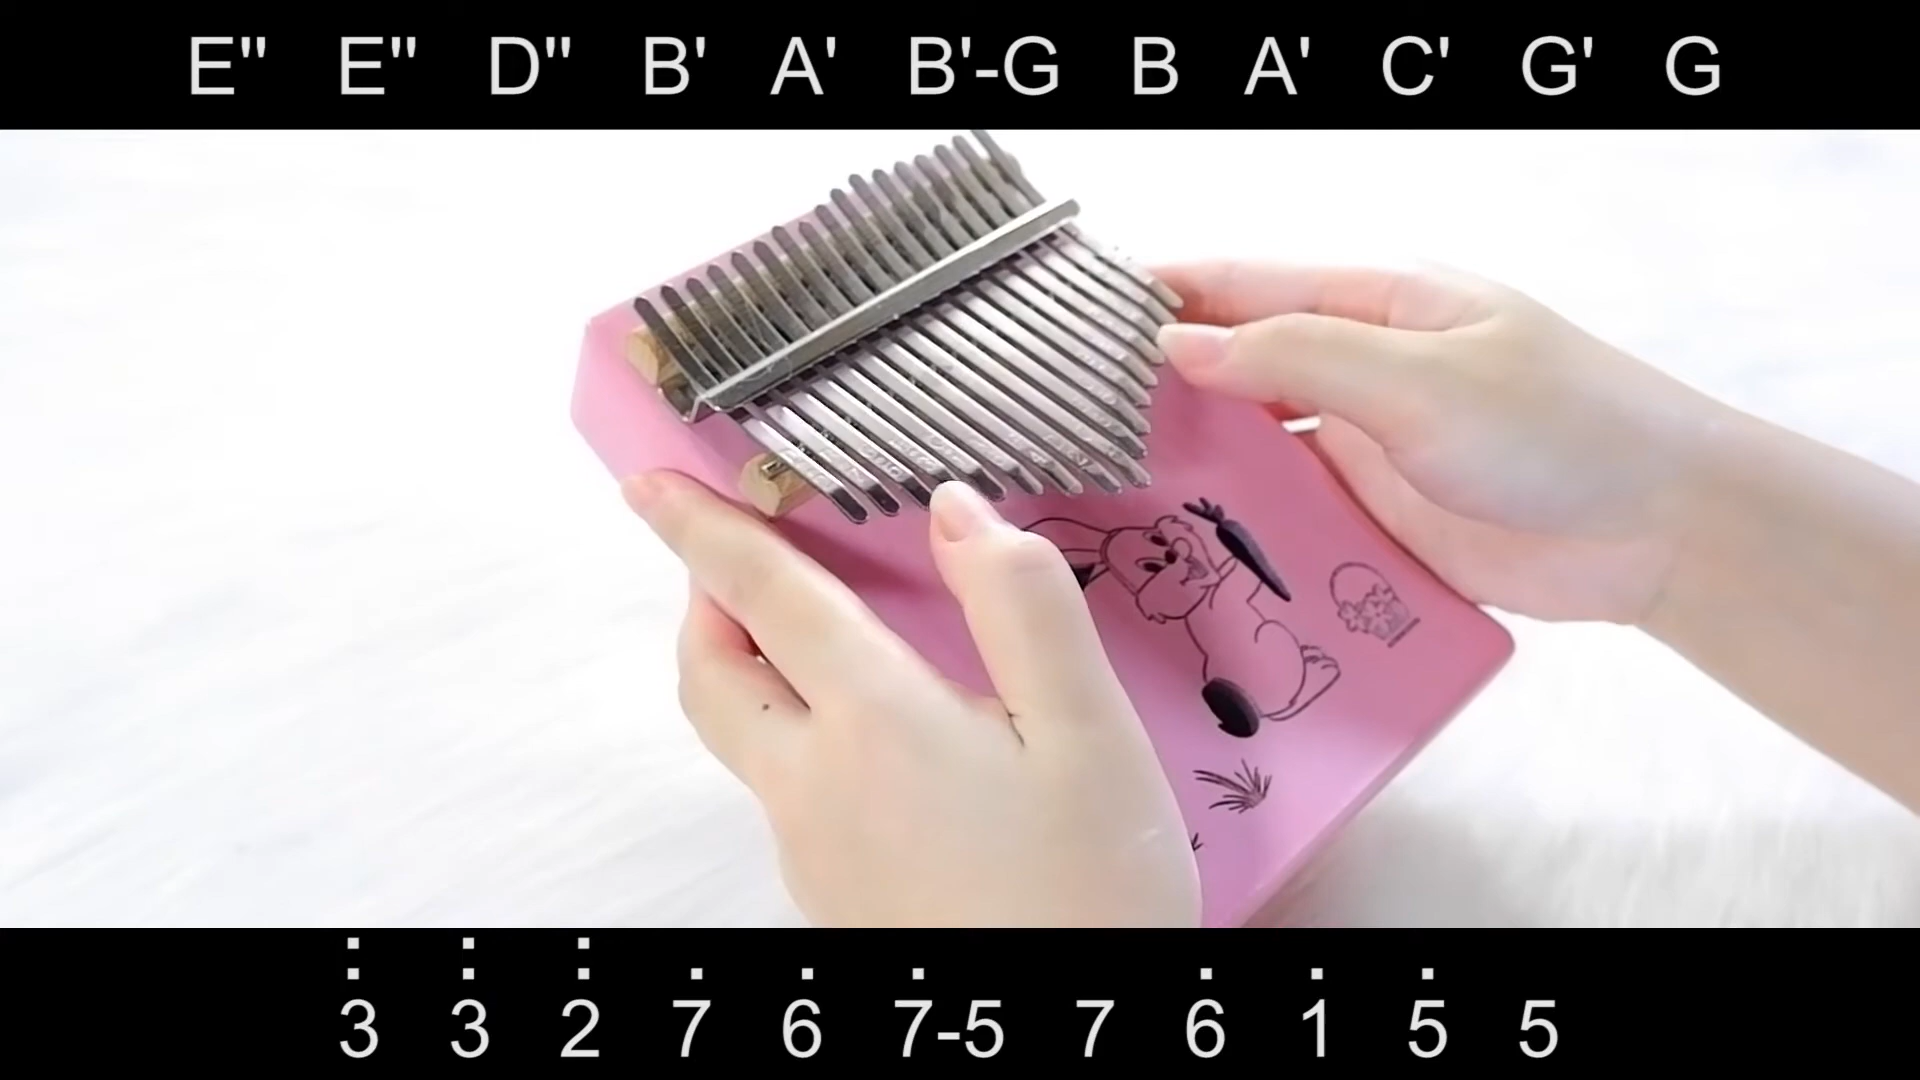 E" E" D" B' A' B'-G B A' C' G' G
3̈ 3̈ 2̈ 7̇ 6̇ 7̇-5 7 6̇ 1̇ 5̇ 5